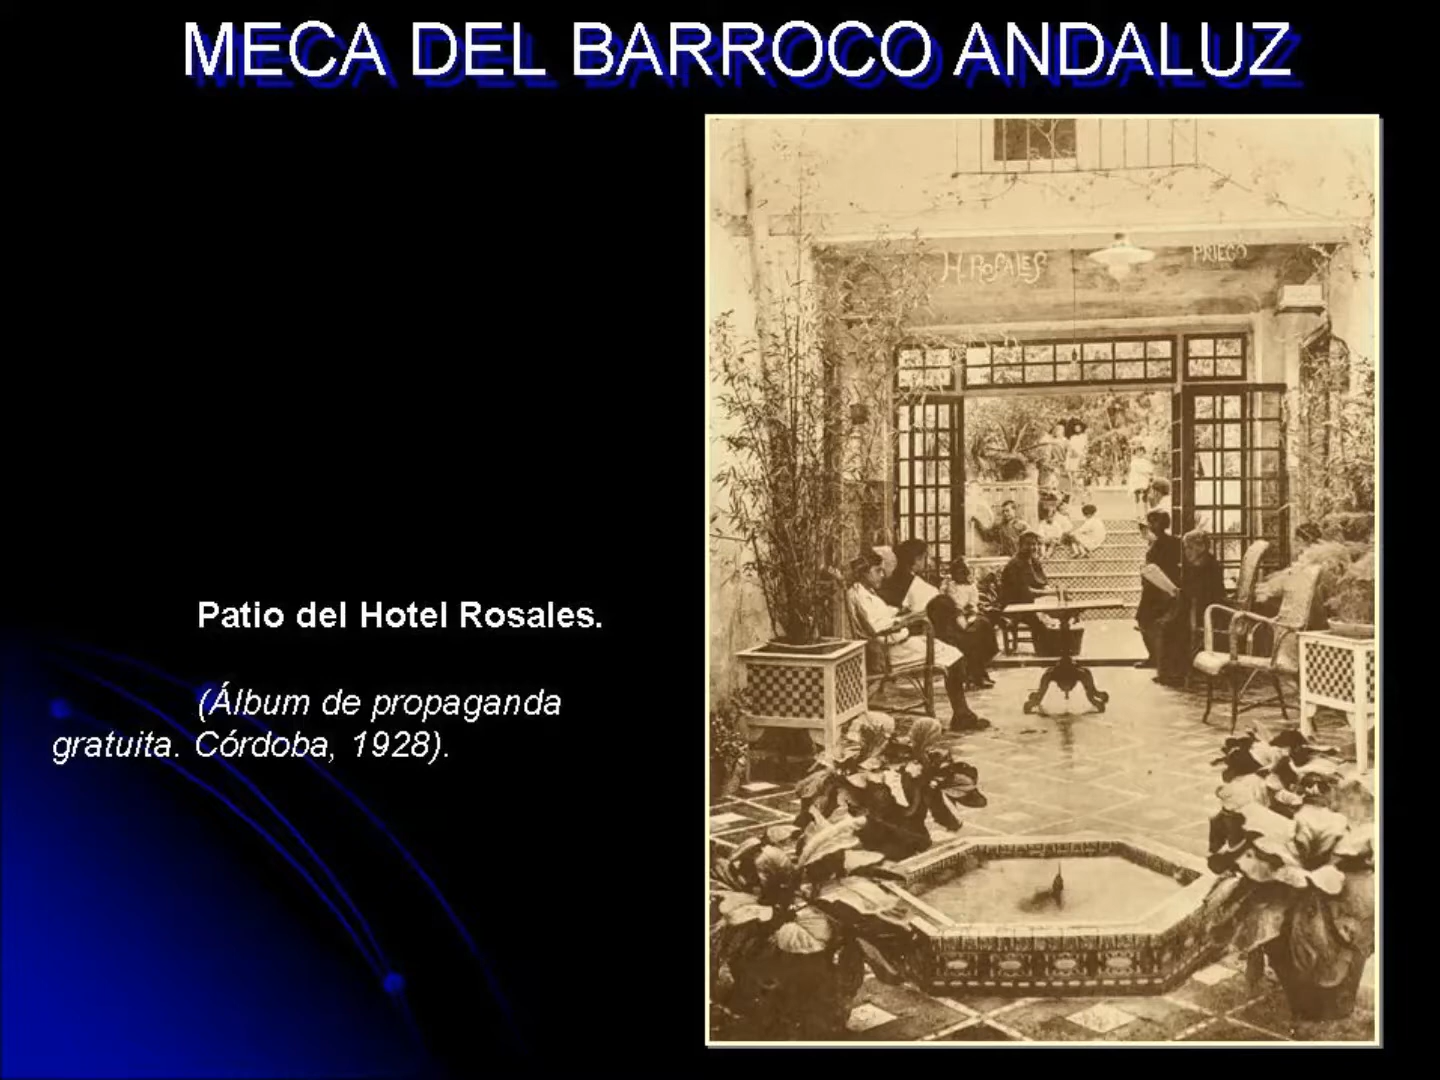 MECA DEL BARROCO ANDALUZ
H. ROSALES
PRIEGO
Patio del Hotel Rosales.
(Álbum de propaganda
gratuita. Córdoba, 1928).